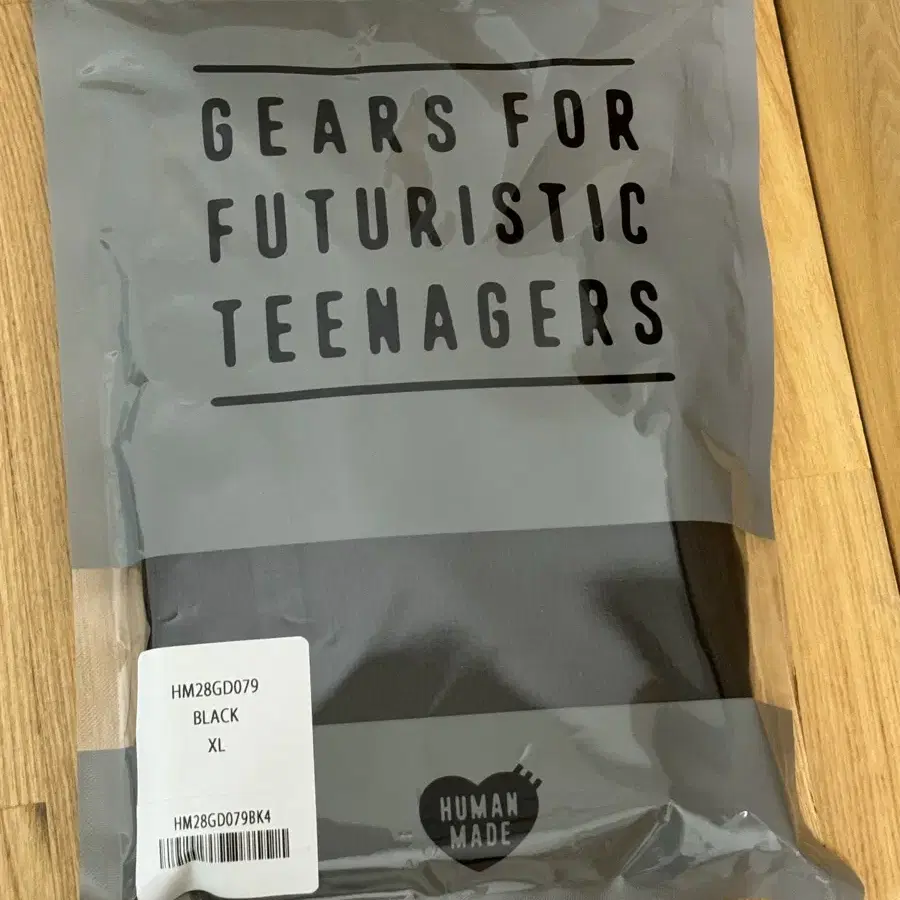 GEARS FOR
FUTURISTIC
TEENAGERS
HM28GD079
BLACK
XL
HM28GD079BK4
HUMAN
MADE